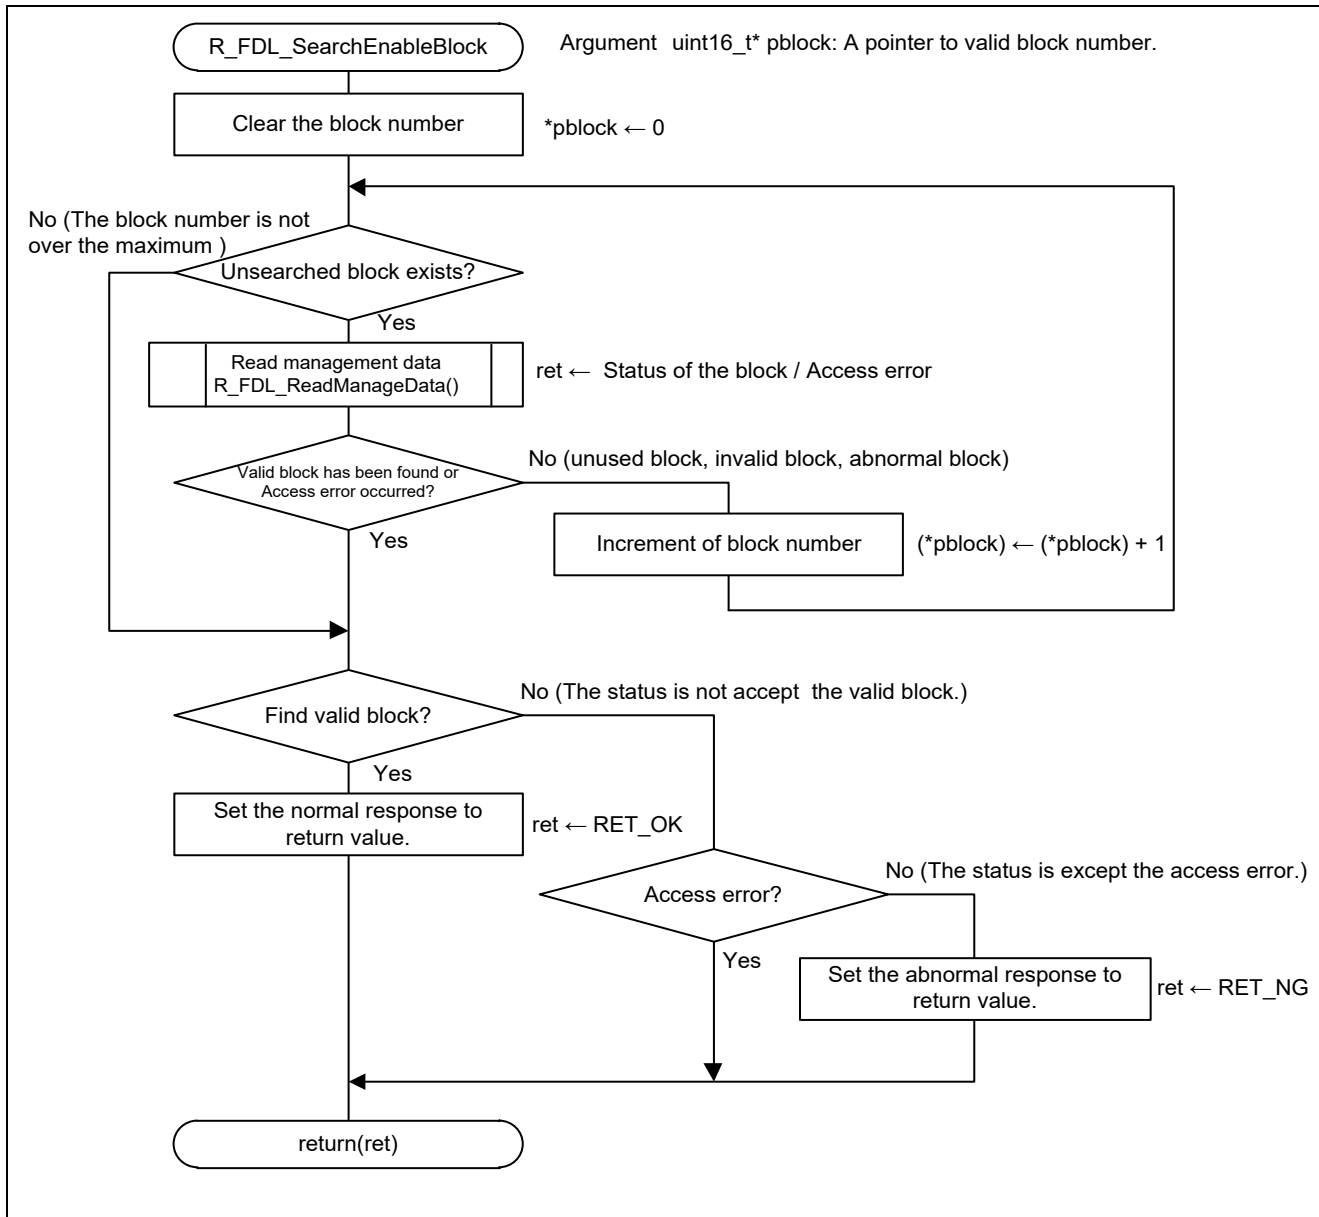 R_FDL_SearchEnableBlock
Argument uint16_t* pblock: A pointer to valid block number.
Clear the block number
*pblock ← 0
No (The block number is not
over the maximum )
Unsearched block exists?
Yes
Read management data
R_FDL_ReadManageData()
ret ← Status of the block / Access error
Valid block has been found or
Access error occurred?
No (unused block, invalid block, abnormal block)
Yes
Increment of block number
(*pblock) ← (*pblock) + 1
Find valid block?
No (The status is not accept the valid block.)
Yes
Set the normal response to
return value.
ret ← RET_OK
Access error?
No (The status is except the access error.)
Yes
Set the abnormal response to
return value.
ret ← RET_NG
return(ret)